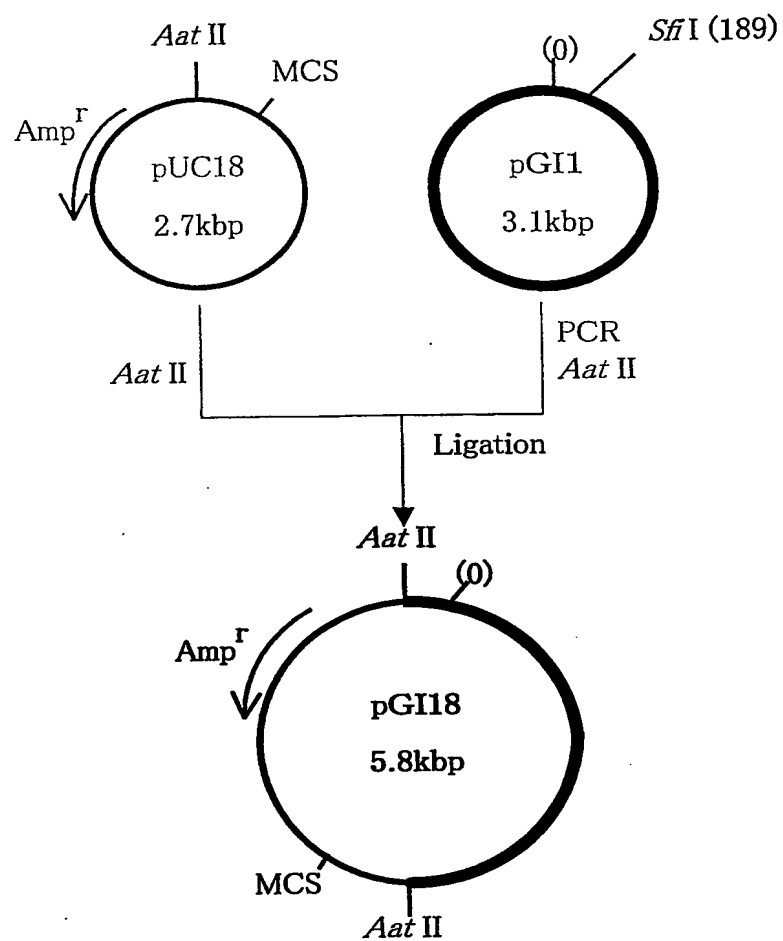 Aat II
MCS
Amp r
pUC18
2.7kbp
Sfi I (189)
(0)
pGI1
3.1kbp
Aat II
PCR
Aat II
Ligation
Aat II
(0)
Amp r
pGI18
5.8kbp
MCS
Aat II